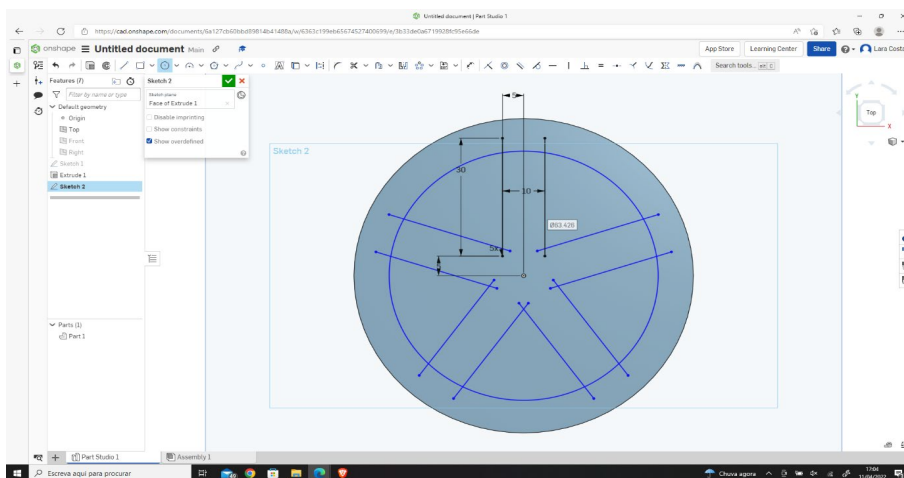 Untitled document | Part Studio 1
https://cad.onshape.com/documents/
onshape Untitled document Main
App Store Learning Center Share Lara Costa
Search tools...
Features (7)
Filter by name or type
Default geometry
Origin
Top
Front
Right
Sketch 1
Extrude 1
Sketch 2
Sketch 2
Sketch plane
Face of Extrude 1
Disable imprinting
Show constraints
Show overdefined
Sketch 2
5
30
10
Ø63.426
5x
Y
Top
X
Parts (1)
Part 1
Part Studio 1 Assembly 1
Escreva aqui para procurar
Chuva agora
17:04
11/04/2022